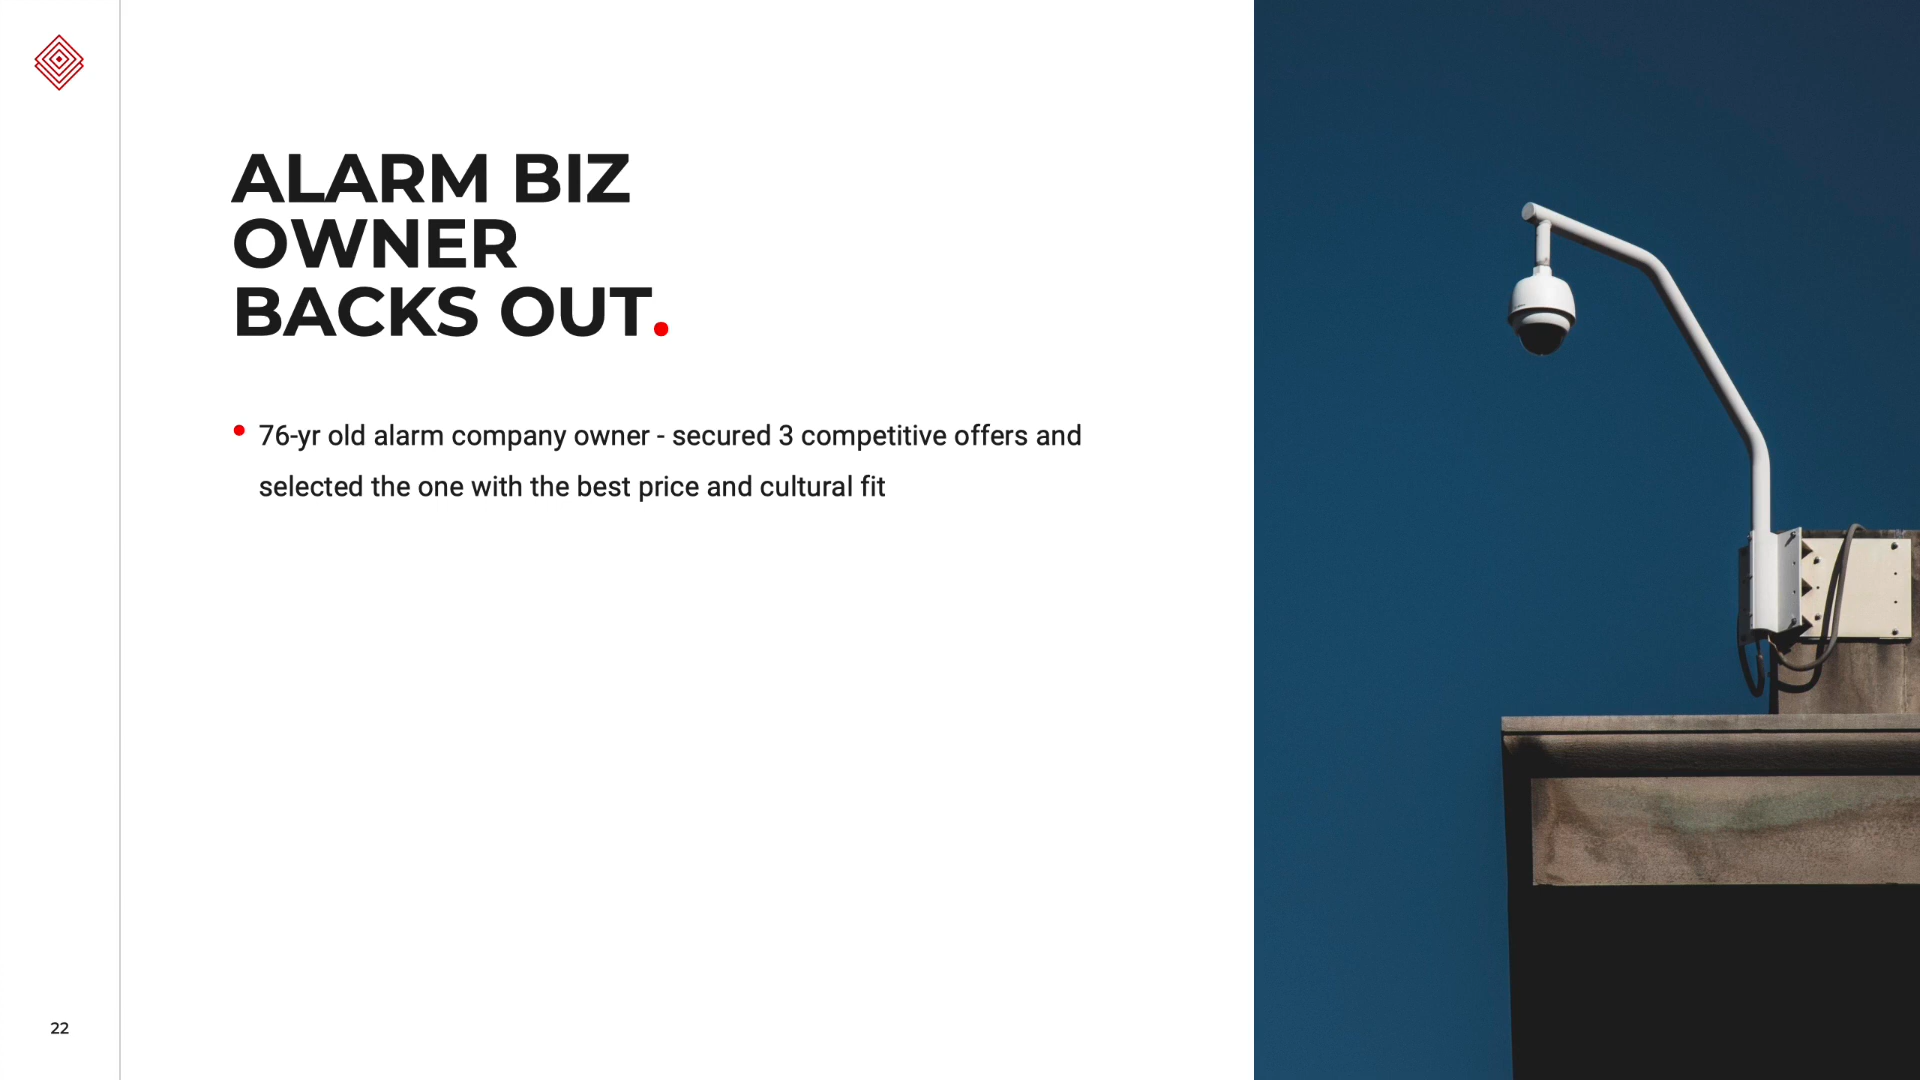 ALARM BIZ
OWNER
BACKS OUT.
• 76-yr old alarm company owner - secured 3 competitive offers and
selected the one with the best price and cultural fit
22